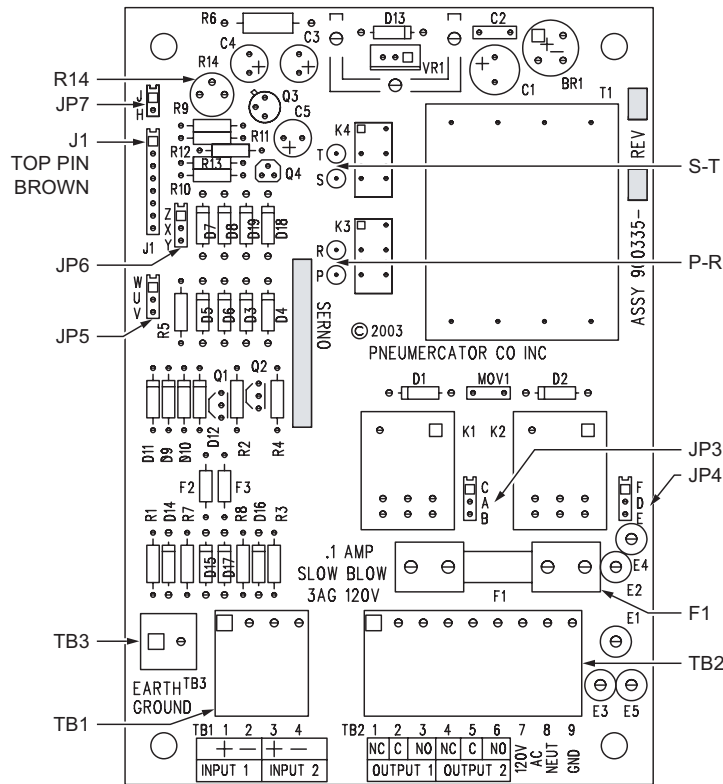 R6
D13
C2
C4
C3
R14
VR1
BR1
C1
T1
R14
JP7
J
H
Q3
R9
C5
R11
K4
REV
J1
TOP PIN
BROWN
R12
R13
T
S
S-T
Q4
R10
K3
J1
Z
X
Y
D7
D8
D19
D18
R
P
P-R
JP6
JP5
W
U
V
R5
D5
D6
D3
D4
SERNO
ASSY 900335-
© 2003
PNEUMERCATOR CO INC
Q1
Q2
D1
MOV1
D2
D11
D9
D10
D12
R2
R4
K1
K2
JP3
JP4
C
A
B
F
D
E
F2
F3
R1
D14
R7
D15
D17
R8
D16
R3
.1 AMP
SLOW BLOW
3AG 120V
F1
E4
E2
F1
E1
TB3
TB2
EARTH
GROUND
TB3
E3
E5
TB1
TB1 1 2 3 4
+ − + −
INPUT 1 INPUT 2
TB2 1 2 3 4 5 6 7 8 9
NC C NO NC C NO
OUTPUT 1 OUTPUT 2
120V
AC
NEUT
GND